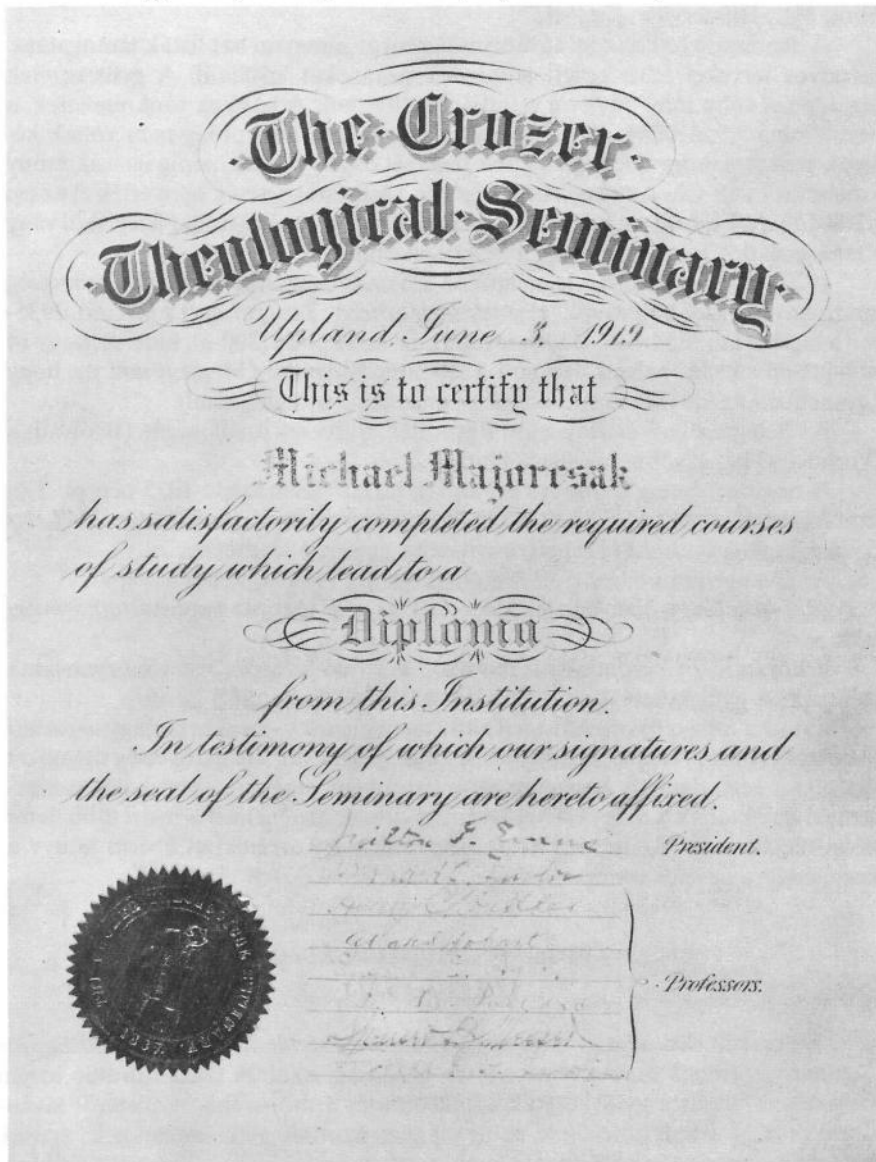 The Crozer
Theological Seminary
Upland, June 3, 1919
This is to certify that
Michael Majorcsak
has satisfactorily completed the required courses
of study which lead to a
Diploma
from this Institution.
In testimony of which our signatures and
the seal of the Seminary are hereto affixed.
Milton F. Evans President.
Professors.